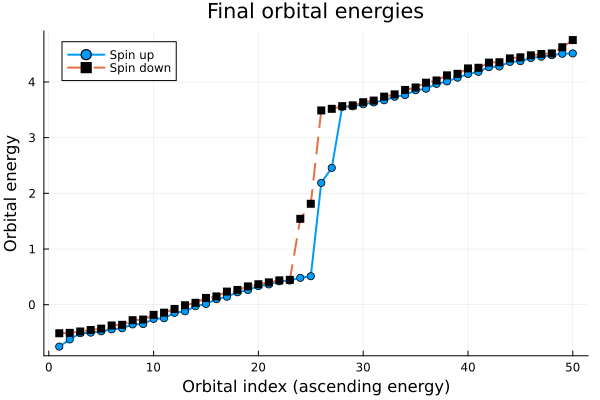 Final orbital energies
Spin up
Spin down
Orbital energy
4
3
2
1
0
0
10
20
30
40
50
Orbital index (ascending energy)